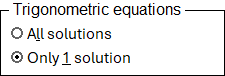 Trigonometric equations
All solutions
Only 1 solution